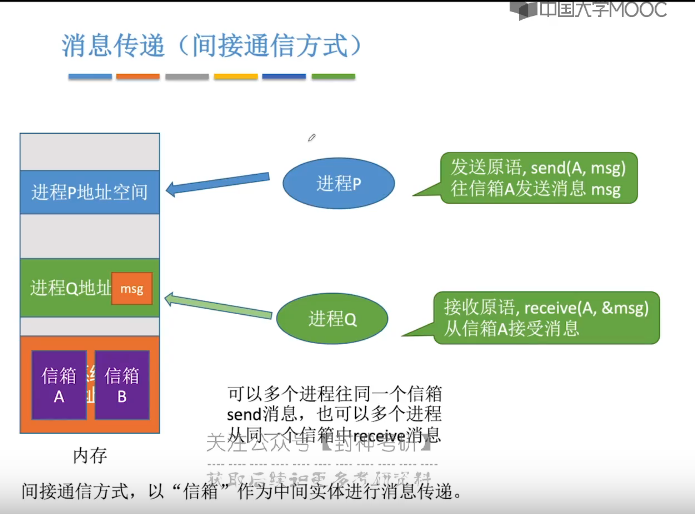 中国大学MOOC
消息传递（间接通信方式）
进程P地址空间
进程Q地址
msg
信箱
A
信箱
B
内存
进程P
发送原语, send(A, msg)
往信箱A发送消息 msg
进程Q
接收原语, receive(A, &msg)
从信箱A接受消息
可以多个进程往同一个信箱
send消息，也可以多个进程
从同一个信箱中receive消息
关注公众号【封神考研】
获取后续和更多考研资料
间接通信方式，以“信箱”作为中间实体进行消息传递。